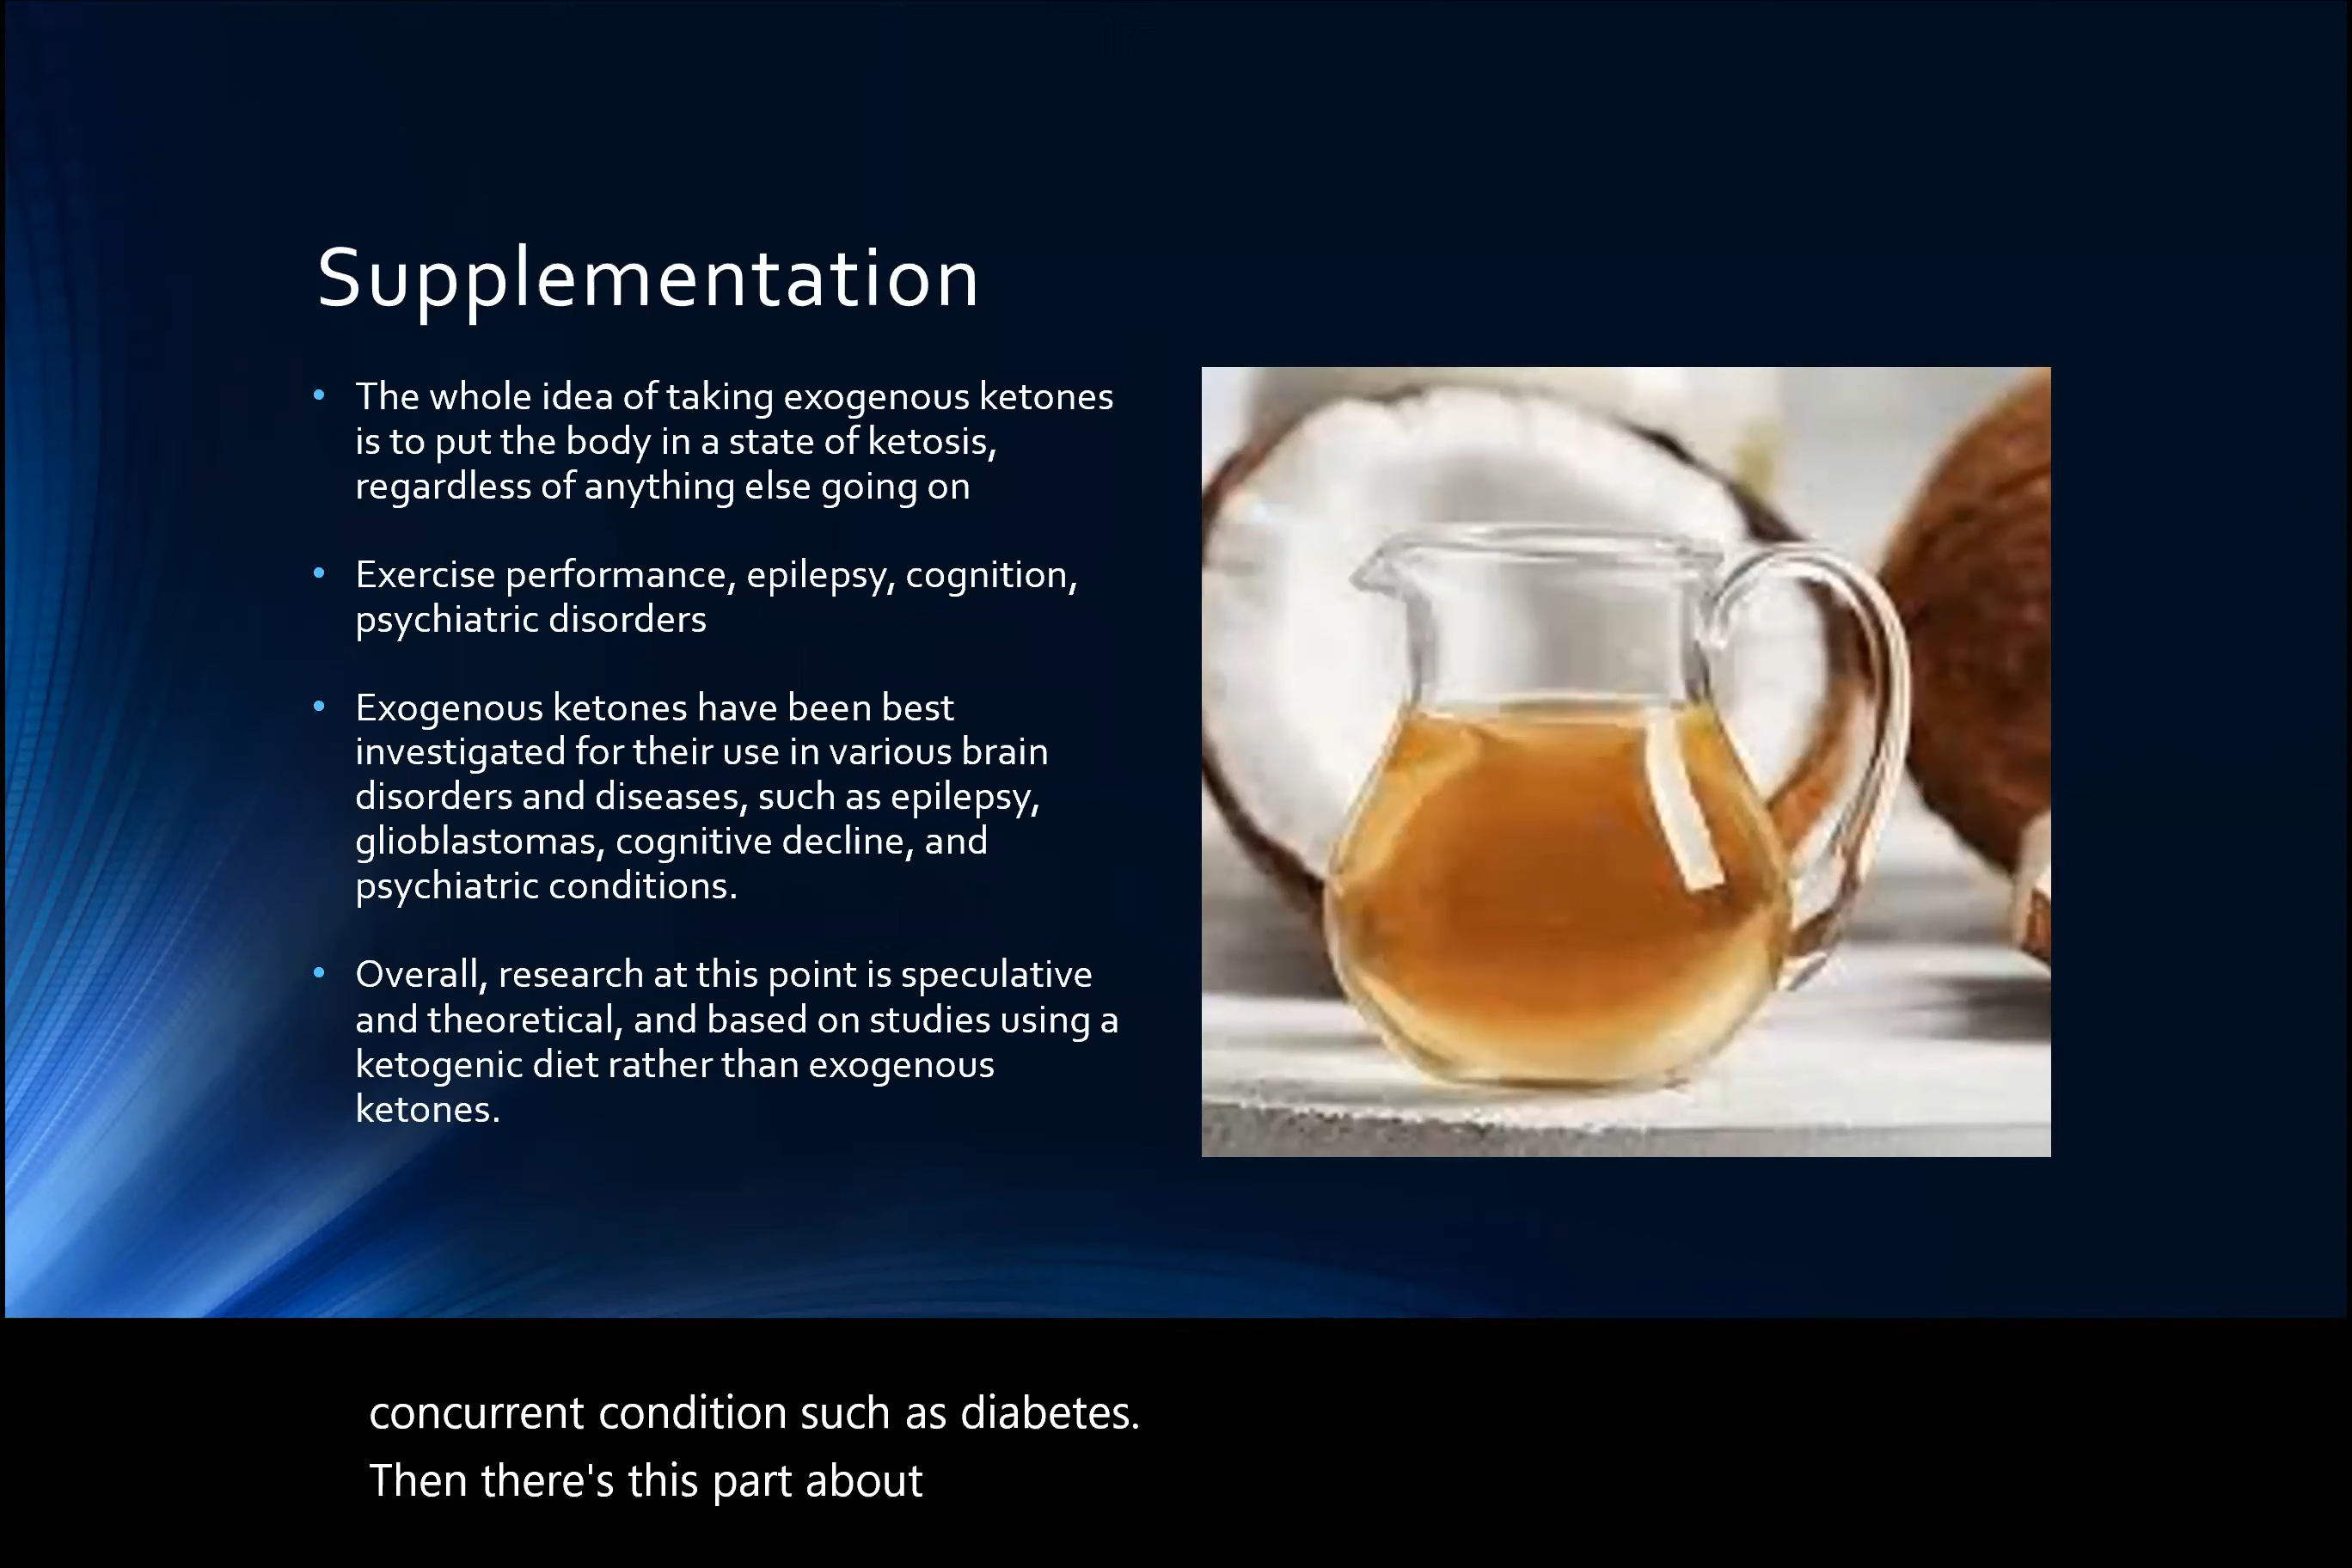 Supplementation
• The whole idea of taking exogenous ketones
is to put the body in a state of ketosis,
regardless of anything else going on
• Exercise performance, epilepsy, cognition,
psychiatric disorders
• Exogenous ketones have been best
investigated for their use in various brain
disorders and diseases, such as epilepsy,
glioblastomas, cognitive decline, and
psychiatric conditions.
• Overall, research at this point is speculative
and theoretical, and based on studies using a
ketogenic diet rather than exogenous
ketones.
concurrent condition such as diabetes.
Then there's this part about